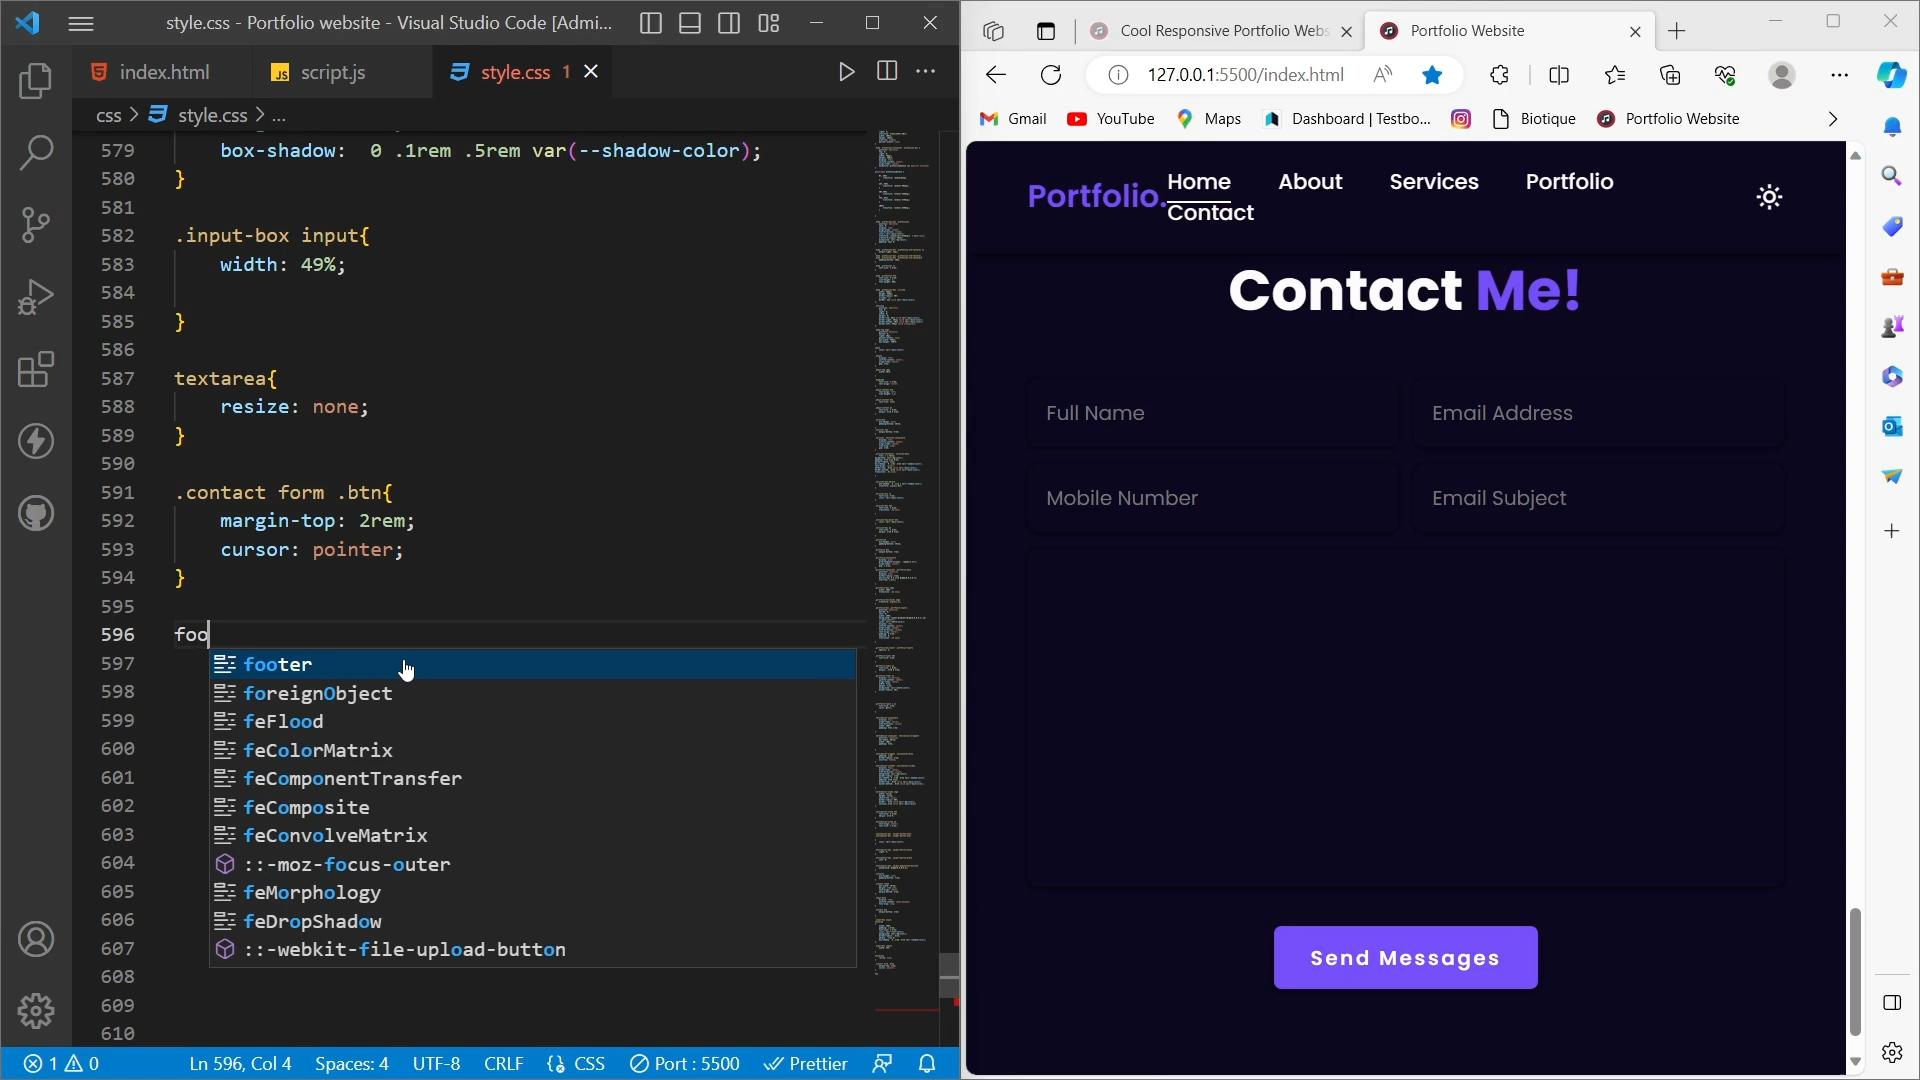 style.css - Portfolio website - Visual Studio Code [Admi...
index.html
JS script.js
style.css 1
css > style.css > ...
579 box-shadow: 0 .1rem .5rem var(--shadow-color);
580 }
581
582 .input-box input{
583 width: 49%;
584
585 }
586
587 textarea{
588 resize: none;
589 }
590
591 .contact form .btn{
592 margin-top: 2rem;
593 cursor: pointer;
594 }
595
596 foo
597 footer
598 foreignObject
599 feFlood
600 feColorMatrix
601 feComponentTransfer
602 feComposite
603 feConvolveMatrix
604 ::-moz-focus-outer
605 feMorphology
606 feDropShadow
607 ::-webkit-file-upload-button
608
609
610
1 0 Ln 596, Col 4 Spaces: 4 UTF-8 CRLF {} CSS Port : 5500 Prettier
Cool Responsive Portfolio Webs
Portfolio Website
127.0.0.1:5500/index.html
Gmail YouTube Maps Dashboard | Testbo... Biotique Portfolio Website
Portfolio.
Home About Services Portfolio
Contact
Contact Me!
Full Name Email Address
Mobile Number Email Subject
Send Messages